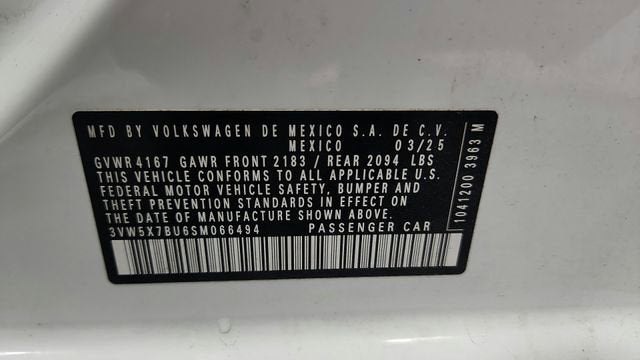 MFD BY VOLKSWAGEN DE MEXICO S.A. DE C.V.
MEXICO 03/25
GVWR 4167 GAWR FRONT 2183 / REAR 2094 LBS
THIS VEHICLE CONFORMS TO ALL APPLICABLE U.S.
FEDERAL MOTOR VEHICLE SAFETY, BUMPER AND
THEFT PREVENTION STANDARDS IN EFFECT ON
THE DATE OF MANUFACTURE SHOWN ABOVE.
3VW5X7BU6SM066494 PASSENGER CAR
1041200 3963 M